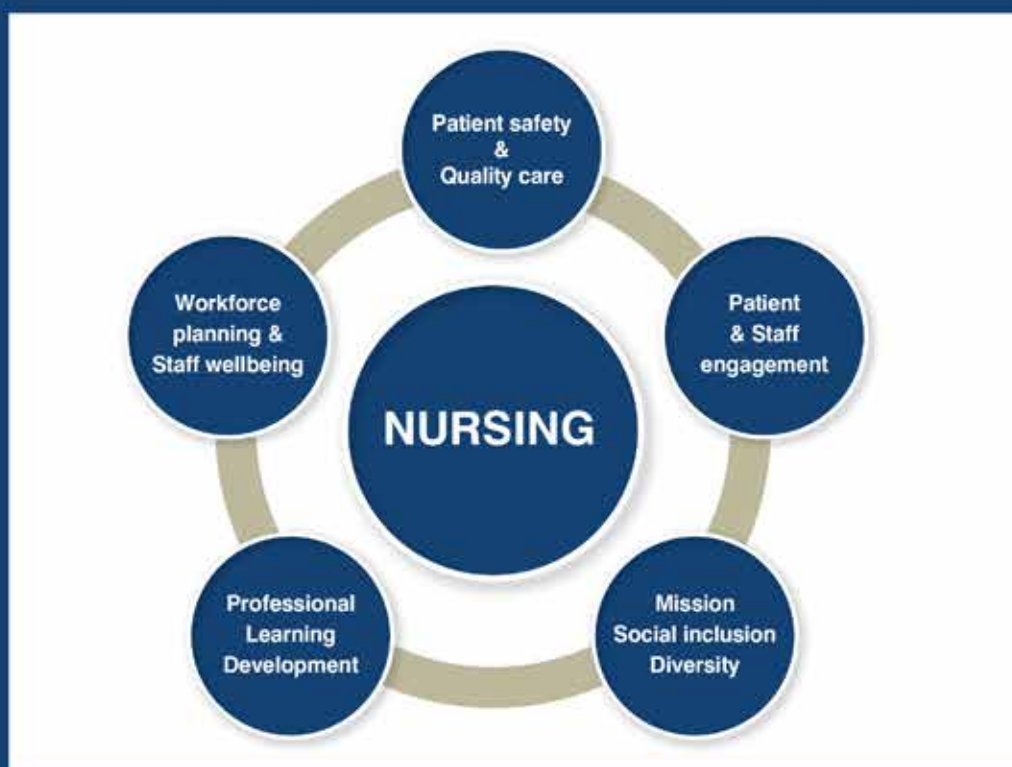 Patient safety
&
Quality care
Patient
& Staff
engagement
Mission
Social inclusion
Diversity
Professional
Learning
Development
Workforce
planning &
Staff wellbeing
NURSING